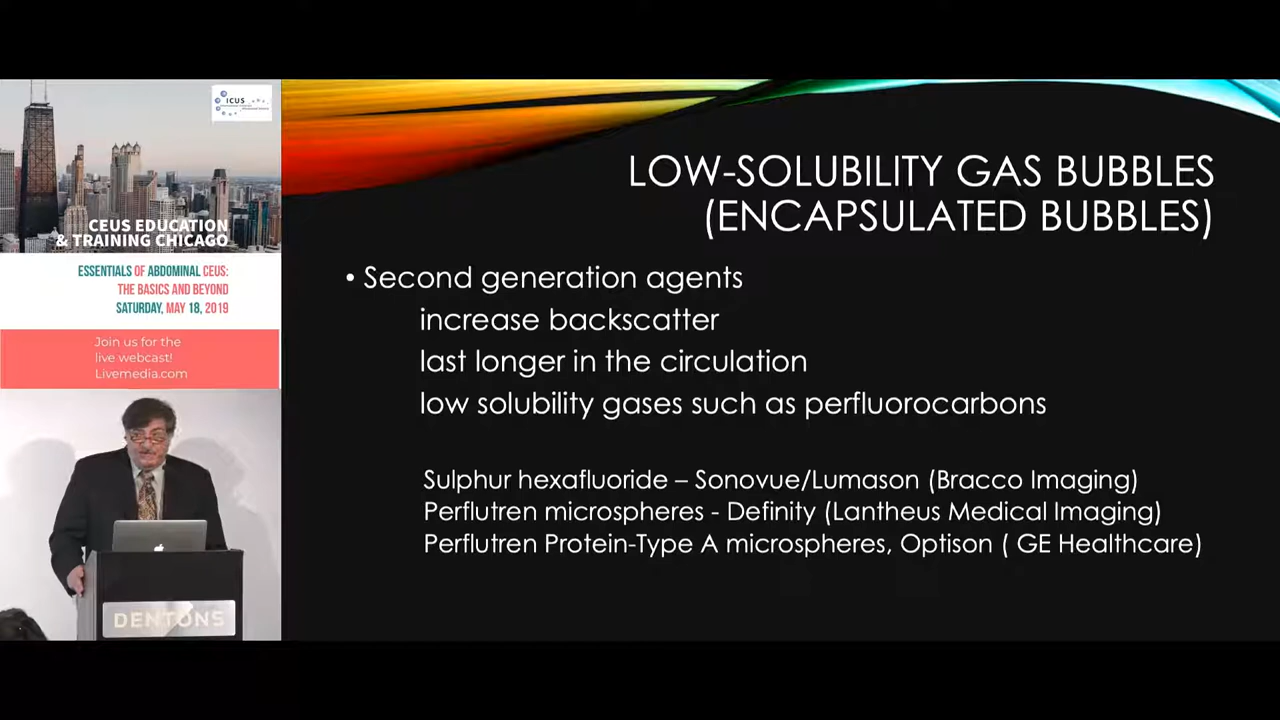 ICUS
CEUS EDUCATION
& TRAINING CHICAGO
ESSENTIALS OF ABDOMINAL CEUS:
THE BASICS AND BEYOND
SATURDAY, MAY 18, 2019
Join us for the
live webcast!
Livemedia.com
DENTONS
LOW-SOLUBILITY GAS BUBBLES
(ENCAPSULATED BUBBLES)
• Second generation agents
increase backscatter
last longer in the circulation
low solubility gases such as perfluorocarbons
Sulphur hexafluoride – Sonovue/Lumason (Bracco Imaging)
Perflutren microspheres - Definity (Lantheus Medical Imaging)
Perflutren Protein-Type A microspheres, Optison ( GE Healthcare)